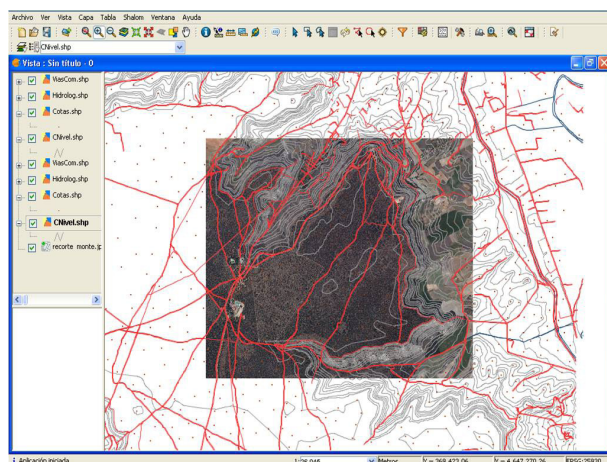 Archivo Ver Vista Capa Tabla Shalom Ventana Ayuda
CNivel.shp
Vista : Sin título - 0
ViasCom.shp
Hidrolog.shp
Cotas.shp
CNivel.shp
ViasCom.shp
Hidrolog.shp
Cotas.shp
CNivel.shp
recorte monte.jp
Aplicación iniciada Metros